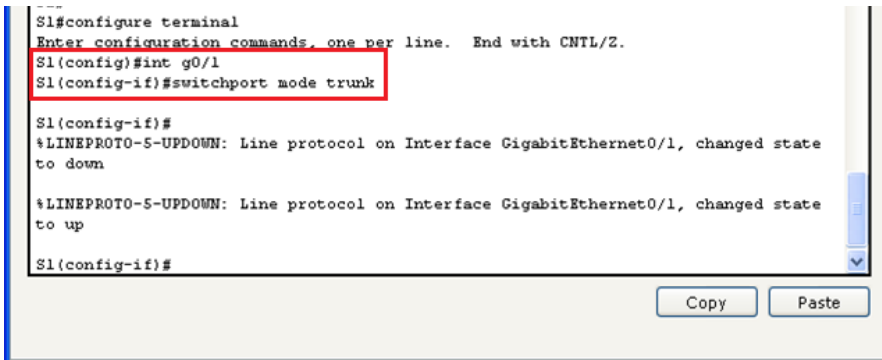 S1#configure terminal
Enter configuration commands, one per line.  End with CNTL/Z.
S1(config)#int g0/1
S1(config-if)#switchport mode trunk
S1(config-if)#
%LINEPROTO-5-UPDOWN: Line protocol on Interface GigabitEthernet0/1, changed state
to down
%LINEPROTO-5-UPDOWN: Line protocol on Interface GigabitEthernet0/1, changed state
to up
S1(config-if)#
Copy Paste